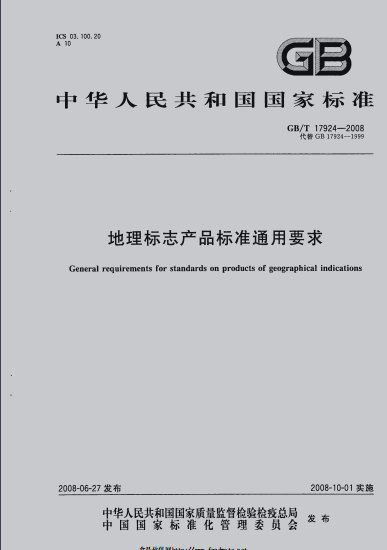 ICS 03.100.20
A 10
GB
中华人民共和国国家标准
GB/T 17924—2008
代替 GB 17924—1999
地理标志产品标准通用要求
General requirements for standards on products of geographical indications
2008-06-27 发布
2008-10-01 实施
中华人民共和国国家质量监督检验检疫总局
中国国家标准化管理委员会
发布